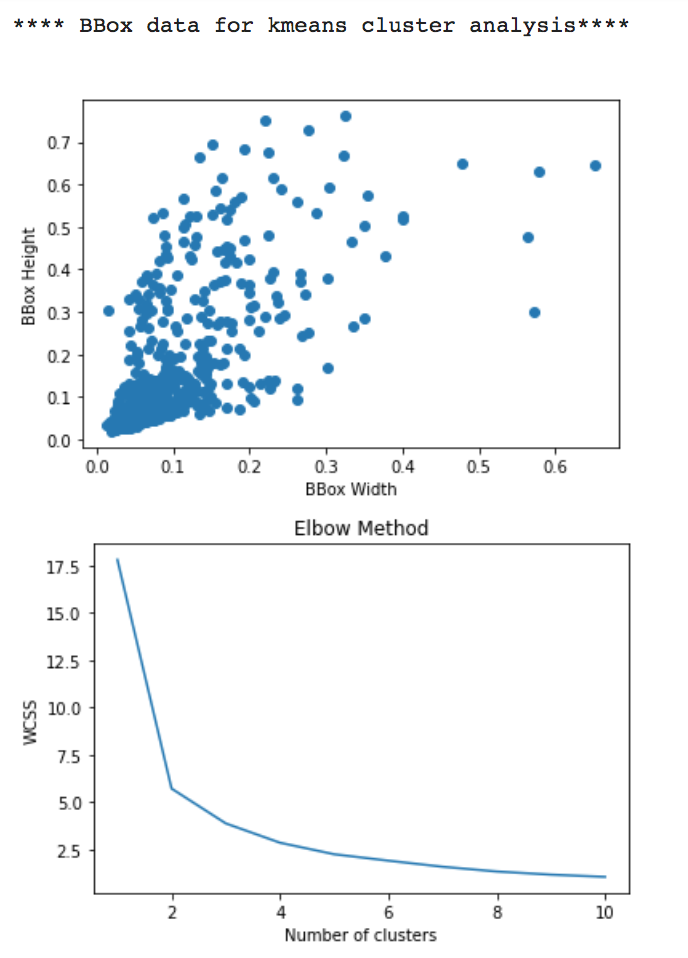 **** BBox data for kmeans cluster analysis****
BBox Height
0.7
0.6
0.5
0.4
0.3
0.2
0.1
0.0
0.0 0.1 0.2 0.3 0.4 0.5 0.6
BBox Width
Elbow Method
WCSS
17.5
15.0
12.5
10.0
7.5
5.0
2.5
2 4 6 8 10
Number of clusters